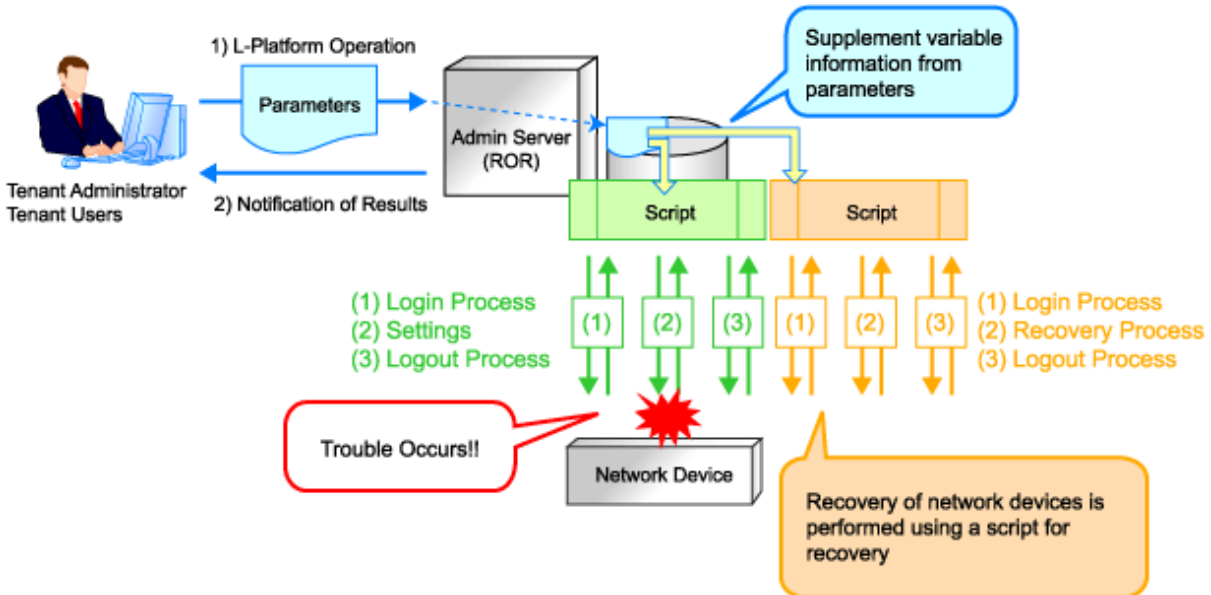 1) L-Platform Operation
Parameters
Tenant Administrator
Tenant Users
2) Notification of Results
Admin Server
(ROR)
Supplement variable
information from
parameters
Script
Script
(1) Login Process
(2) Settings
(3) Logout Process
(1)
(2)
(3)
(1)
(2)
(3)
(1) Login Process
(2) Recovery Process
(3) Logout Process
Trouble Occurs!!
Network Device
Recovery of network devices is
performed using a script for
recovery